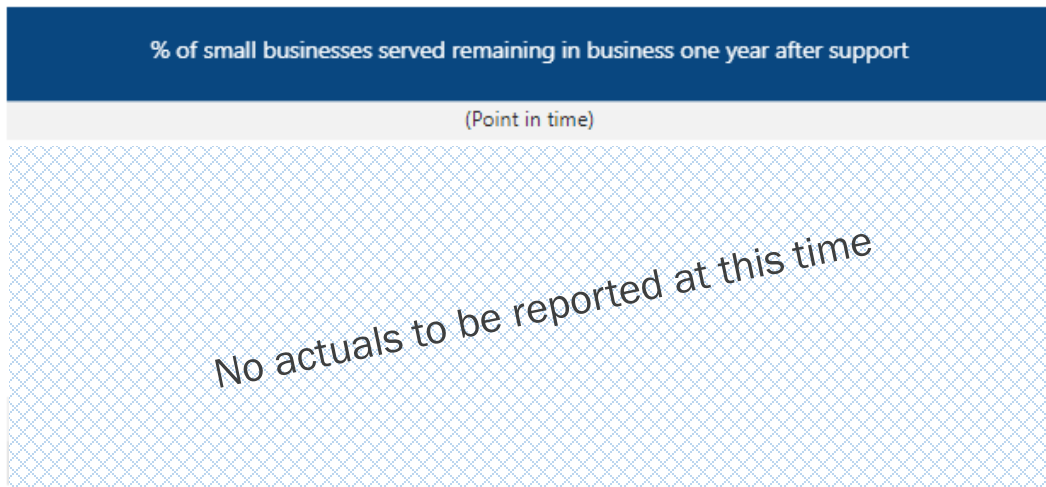 % of small businesses served remaining in business one year after support
(Point in time)
No actuals to be reported at this time